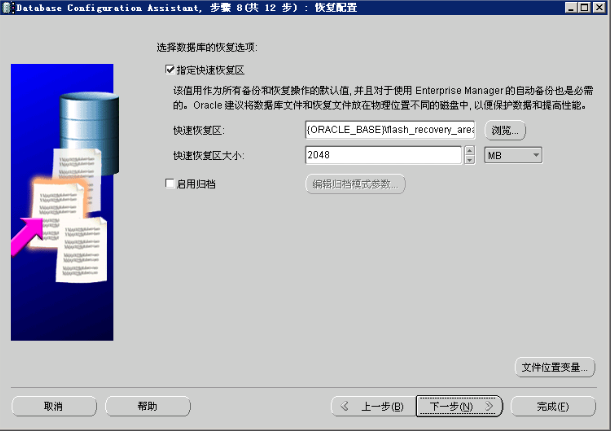 Database Configuration Assistant, 步骤 8(共 12 步) : 恢复配置
选择数据库的恢复选项:
指定快速恢复区
该值用作为所有备份和恢复操作的默认值, 并且对于使用 Enterprise Manager 的自动备份也是必需
的。Oracle 建议将数据库文件和恢复文件放在物理位置不同的磁盘中, 以便保护数据和提高性能。
快速恢复区: {ORACLE_BASE}\flash_recovery_area 浏览...
快速恢复区大小: 2048 MB
启用归档 编辑归档模式参数...
文件位置变量...
取消 帮助 上一步(B) 下一步(N) 完成(F)